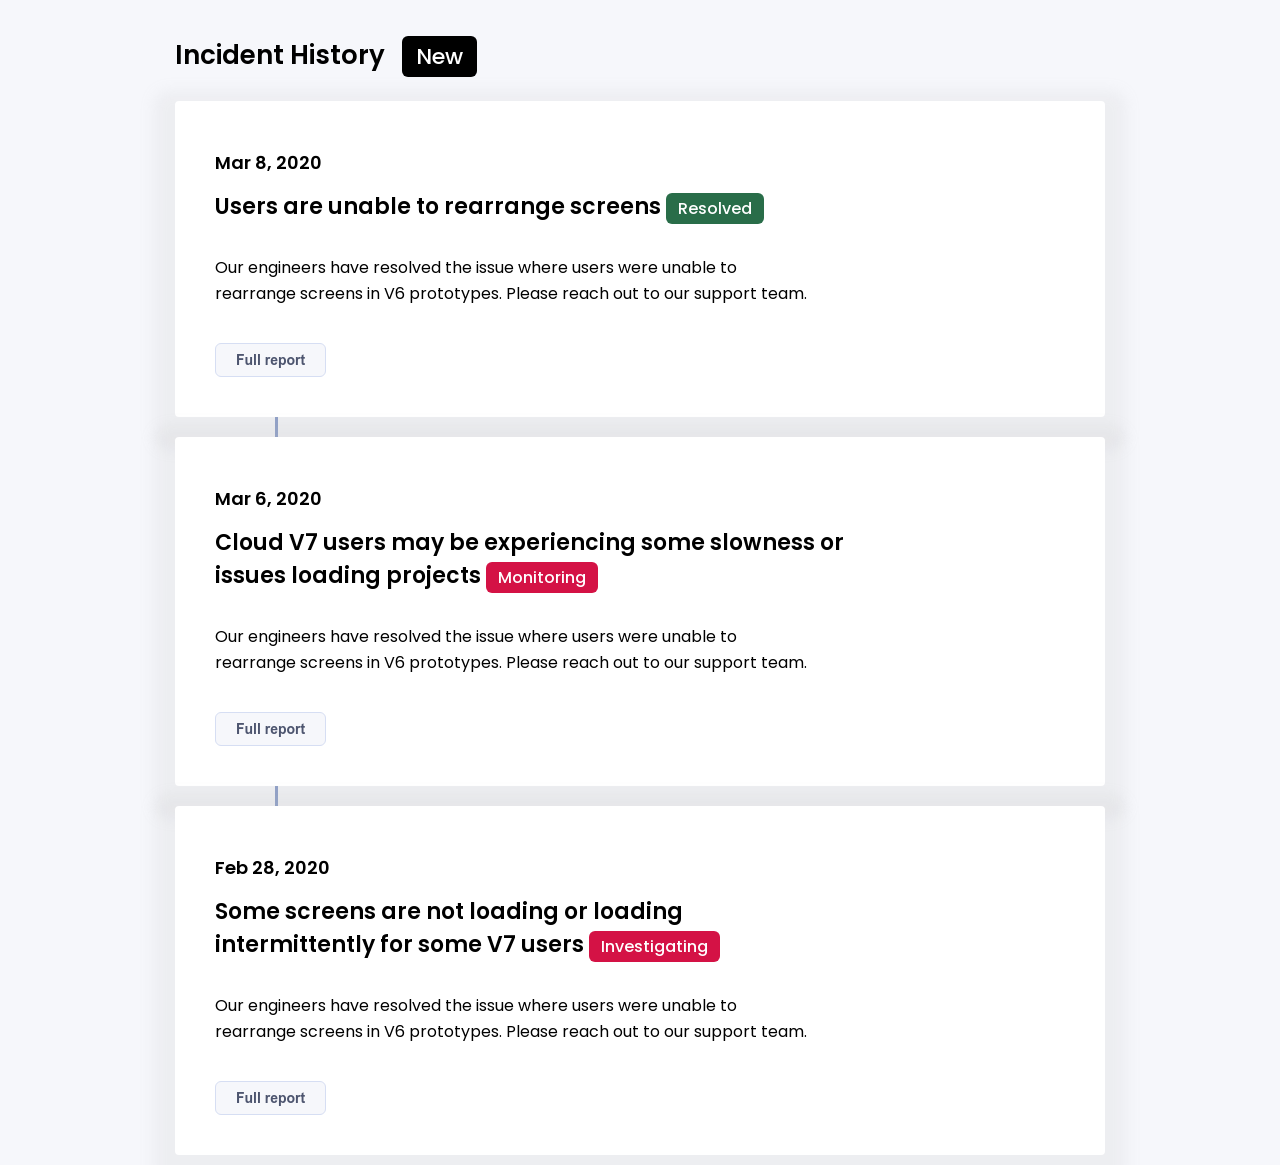 Incident History New
Mar 8, 2020
Users are unable to rearrange screens Resolved
Our engineers have resolved the issue where users were unable to
rearrange screens in V6 prototypes. Please reach out to our support team.
Full report
Mar 6, 2020
Cloud V7 users may be experiencing some slowness or
issues loading projects Monitoring
Our engineers have resolved the issue where users were unable to
rearrange screens in V6 prototypes. Please reach out to our support team.
Full report
Feb 28, 2020
Some screens are not loading or loading
intermittently for some V7 users Investigating
Our engineers have resolved the issue where users were unable to
rearrange screens in V6 prototypes. Please reach out to our support team.
Full report